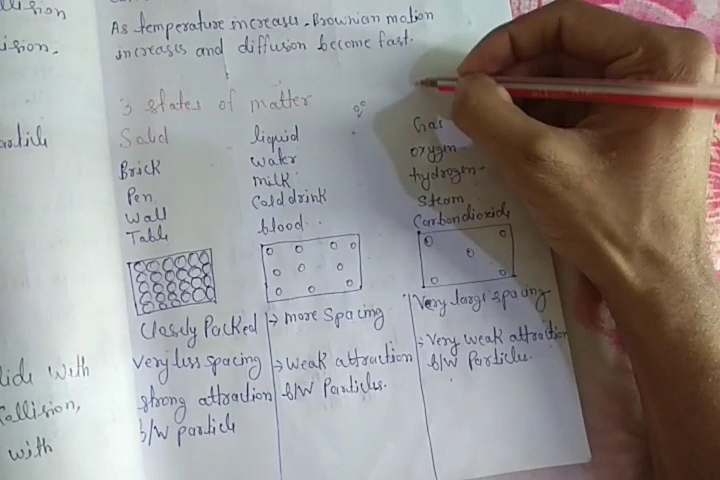 ision.
As temperature increases, Brownian motion
increases and diffusion become fast.
3 states of matter
Solid
Brick
Pen
Wall
Table
Closely Packed
Very less spacing
strong attraction
b/w particle
liquid
water
milk
Cold drink
blood
→ more Spacing
→ Weak attraction
b/w Particles.
Gas
oxygen
hydrogen
Steam
Carbondioxide
Very large spacing
→ Very weak attraction
b/w Particles.
lide with
Collision,
with